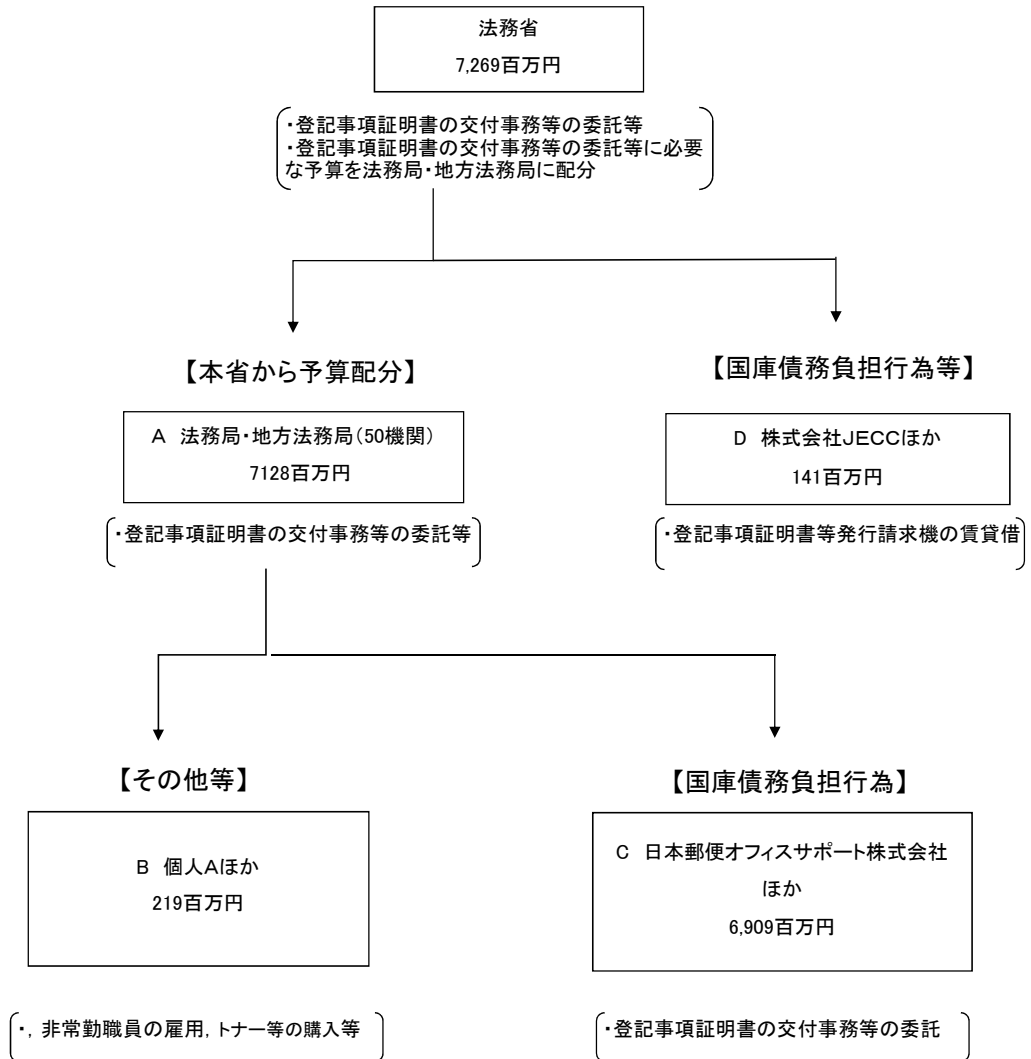 法務省
7,269百万円
・登記事項証明書の交付事務等の委託等
・登記事項証明書の交付事務等の委託等に必要
な予算を法務局・地方法務局に配分
【本省から予算配分】
【国庫債務負担行為等】
A 法務局・地方法務局(50機関)
7128百万円
D 株式会社JECCほか
141百万円
・登記事項証明書の交付事務等の委託等
・登記事項証明書等発行請求機の賃貸借
【その他等】
【国庫債務負担行為】
B 個人Aほか
219百万円
C 日本郵便オフィスサポート株式会社
ほか
6,909百万円
・, 非常勤職員の雇用, トナー等の購入等
・登記事項証明書の交付事務等の委託